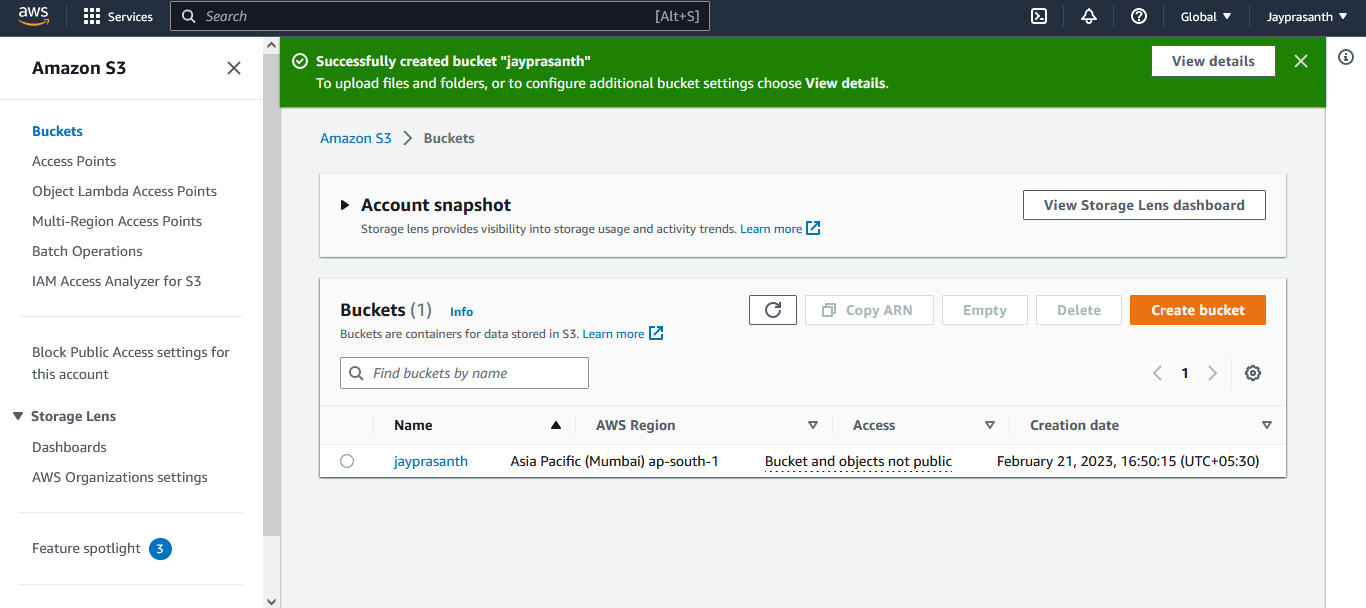 aws
Services
Search
[Alt+S]
Global
Jayprasanth
Amazon S3
Buckets
Access Points
Object Lambda Access Points
Multi-Region Access Points
Batch Operations
IAM Access Analyzer for S3
Block Public Access settings for
this account
Storage Lens
Dashboards
AWS Organizations settings
Feature spotlight 3
Successfully created bucket "jayprasanth"
To upload files and folders, or to configure additional bucket settings choose View details.
View details
Amazon S3 Buckets
Account snapshot
Storage lens provides visibility into storage usage and activity trends. Learn more
View Storage Lens dashboard
Buckets (1) Info
Buckets are containers for data stored in S3. Learn more
Copy ARN
Empty
Delete
Create bucket
Find buckets by name
1
Name AWS Region Access Creation date
jayprasanth Asia Pacific (Mumbai) ap-south-1 Bucket and objects not public February 21, 2023, 16:50:15 (UTC+05:30)